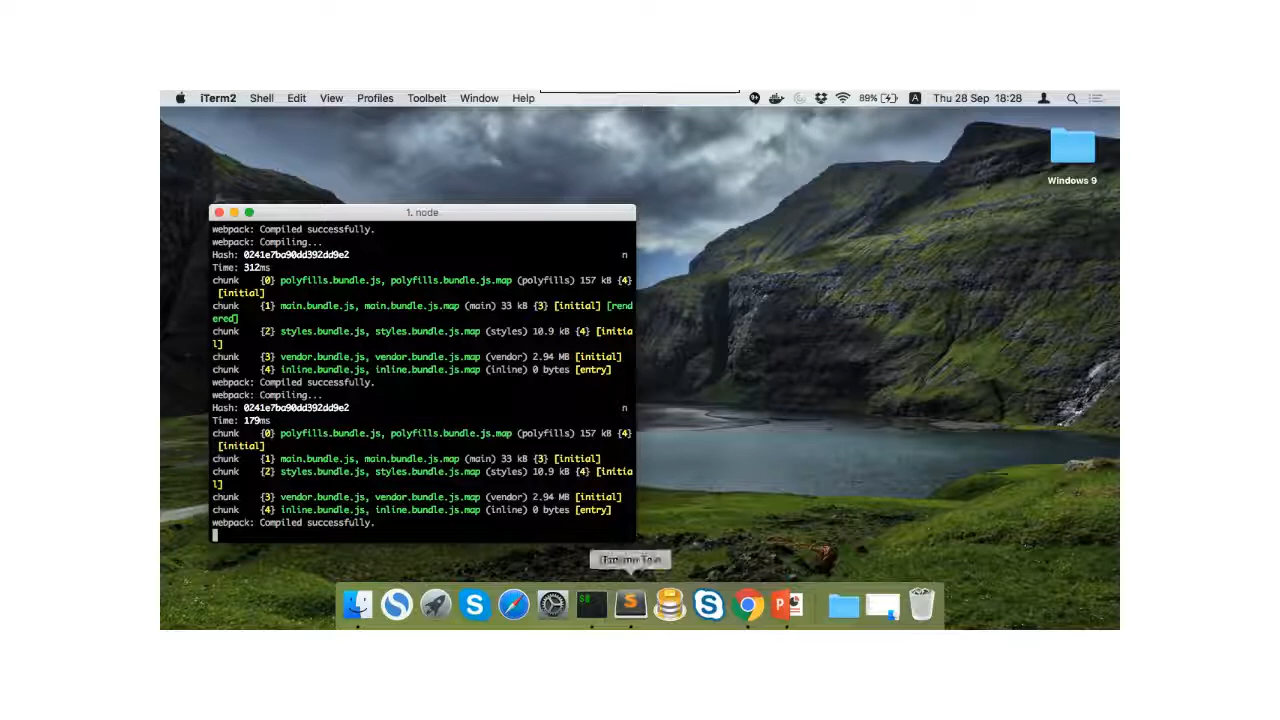 iTerm2 Shell Edit View Profiles Toolbelt Window Help 89% A Thu 28 Sep 18:28
Windows 9
1. node
webpack: Compiled successfully.
webpack: Compiling...
Hash: 0241e7ba90dd392dd9e2 n
Time: 312ms
chunk {0} polyfills.bundle.js, polyfills.bundle.js.map (polyfills) 157 kB {4}
[initial]
chunk {1} main.bundle.js, main.bundle.js.map (main) 33 kB {3} [initial] [rend
ered]
chunk {2} styles.bundle.js, styles.bundle.js.map (styles) 10.9 kB {4} [initia
l]
chunk {3} vendor.bundle.js, vendor.bundle.js.map (vendor) 2.94 MB [initial]
chunk {4} inline.bundle.js, inline.bundle.js.map (inline) 0 bytes [entry]
webpack: Compiled successfully.
webpack: Compiling...
Hash: 0241e7ba90dd392dd9e2 n
Time: 179ms
chunk {0} polyfills.bundle.js, polyfills.bundle.js.map (polyfills) 157 kB {4}
[initial]
chunk {1} main.bundle.js, main.bundle.js.map (main) 33 kB {3} [initial]
chunk {2} styles.bundle.js, styles.bundle.js.map (styles) 10.9 kB {4} [initia
l]
chunk {3} vendor.bundle.js, vendor.bundle.js.map (vendor) 2.94 MB [initial]
chunk {4} inline.bundle.js, inline.bundle.js.map (inline) 0 bytes [entry]
webpack: Compiled successfully.